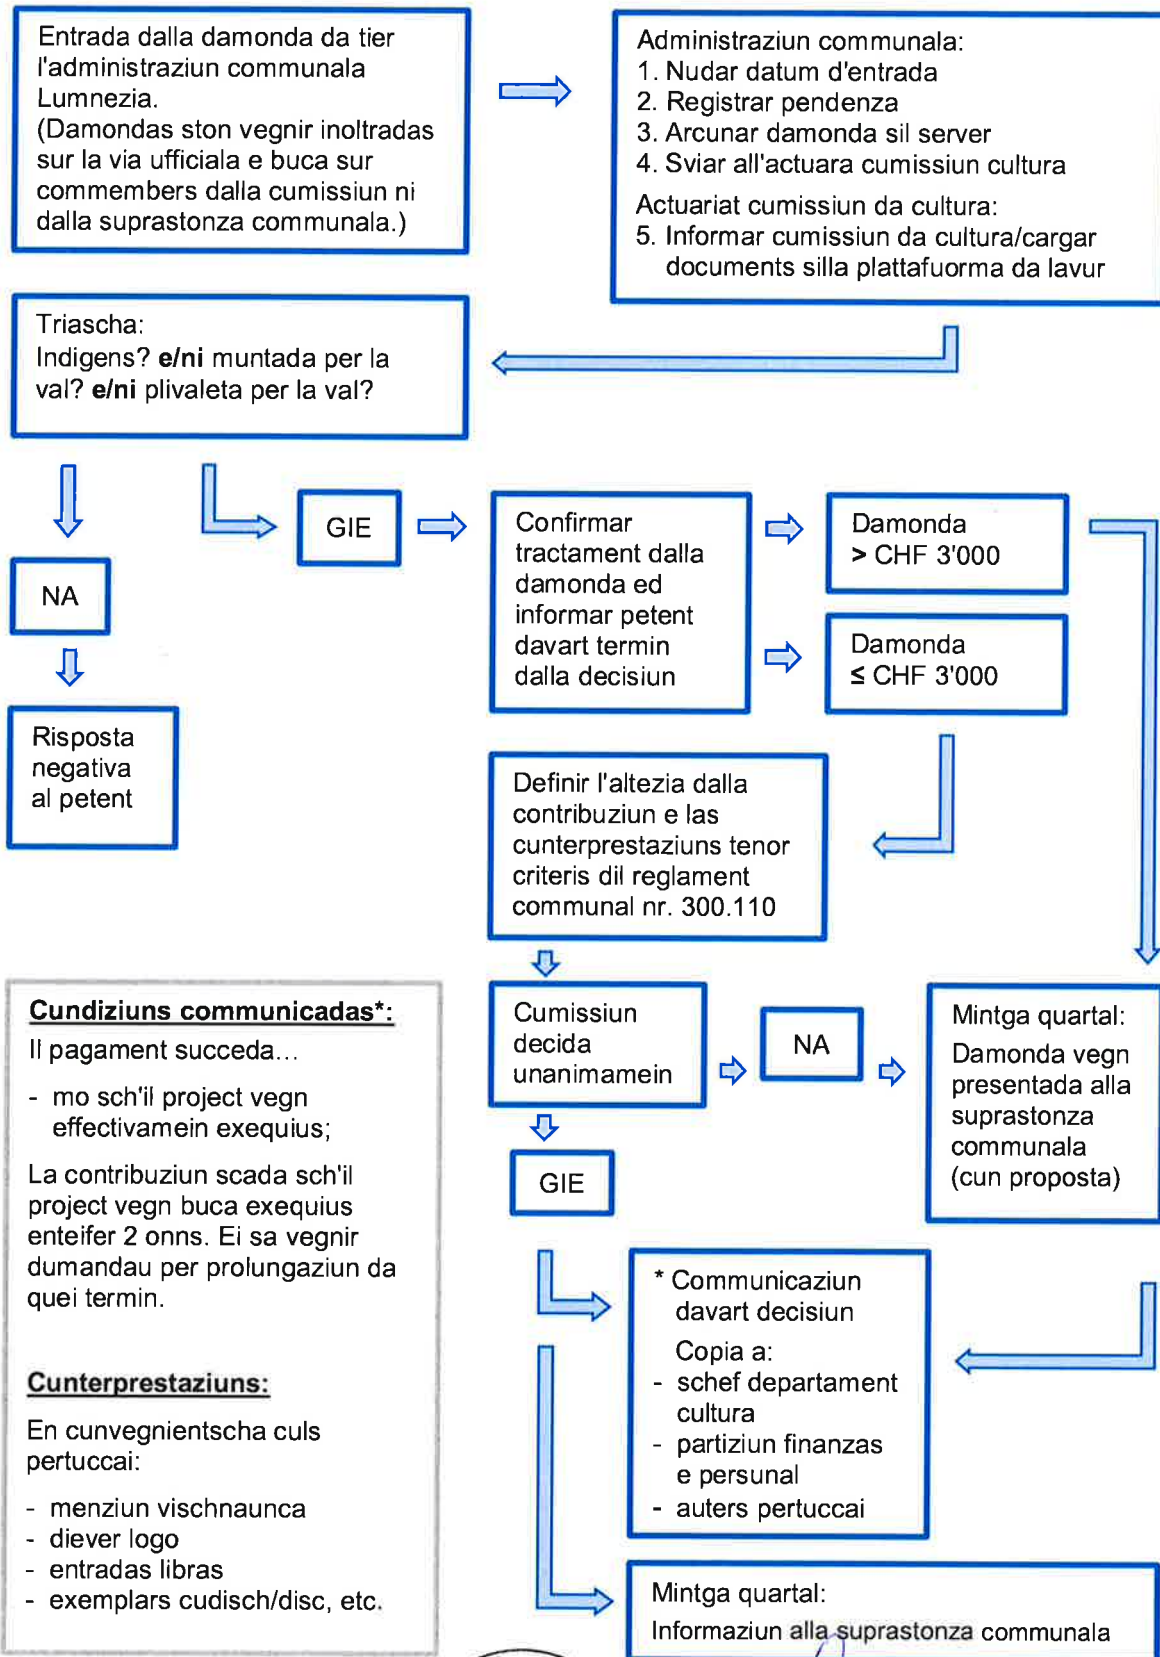 Entrada dalla damonda da tier
l'administraziun communala
Lumnezia.
(Damondas ston vegnir inoltradas
sur la via ufficiala e buca sur
commembers dalla cumissiun ni
dalla suprastonza communala.)
Administraziun communala:
1. Nudar datum d'entrada
2. Registrar pendenza
3. Arcunar damonda sil server
4. Sviar all'actuara cumissiun cultura
Actuariat cumissiun da cultura:
5. Informar cumissiun da cultura/cargar
documents silla plattafuorma da lavur
Triascha:
Indigens? e/ni muntada per la
val? e/ni plivaleta per la val?
NA
Risposta
negativa
al petent
GIE
Confirmar
tractament dalla
damonda ed
informar petent
davart termin
dalla decisiun
Damonda
> CHF 3'000
Damonda
≤ CHF 3'000
Definir l'altezia dalla
contribuziun e las
cunterprestaziuns tenor
criteris dil reglament
communal nr. 300.110
Cumissiun
decida
unanimamein
NA
Mintga quartal:
Damonda vegn
presentada alla
suprastonza
communala
(cun proposta)
GIE
* Communicaziun
davart decisiun
Copia a:
- schef departament
cultura
- partiziun finanzas
e persunal
- auters pertuccai
Mintga quartal:
Informaziun alla suprastonza communala
Cundiziuns communicadas*:
Il pagament succeda...
- mo sch'il project vegn
effectivamein exequius;
La contribuziun scada sch'il
project vegn buca exequius
enteifer 2 onns. Ei sa vegnir
dumandau per prolungaziun da
quei termin.
Cunterprestaziuns:
En cunvegnientscha culs
pertuccai:
- menziun vischnaunca
- diever logo
- entradas libras
- exemplars cudisch/disc, etc.